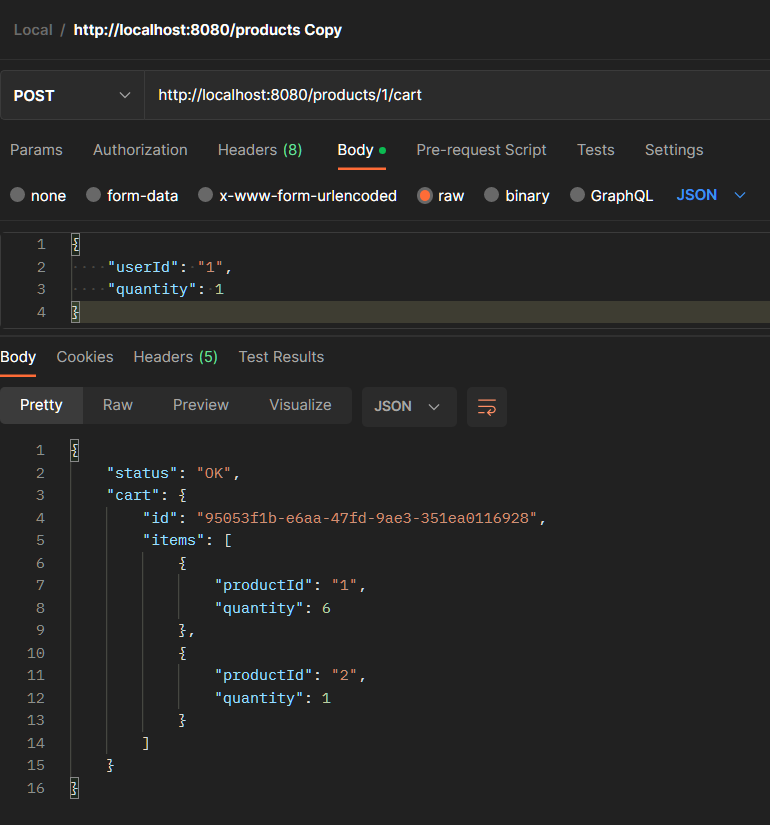 Local / http://localhost:8080/products Copy
POST http://localhost:8080/products/1/cart
Params Authorization Headers (8) Body Pre-request Script Tests Settings
none form-data x-www-form-urlencoded raw binary GraphQL JSON
1 {
2 ····"userId":·"1",
3 ····"quantity":·1
4 }
Body Cookies Headers (5) Test Results
Pretty Raw Preview Visualize JSON
1 {
2     "status": "OK",
3     "cart": {
4         "id": "95053f1b-e6aa-47fd-9ae3-351ea0116928",
5         "items": [
6             {
7                 "productId": "1",
8                 "quantity": 6
9             },
10             {
11                 "productId": "2",
12                 "quantity": 1
13             }
14         ]
15     }
16 }